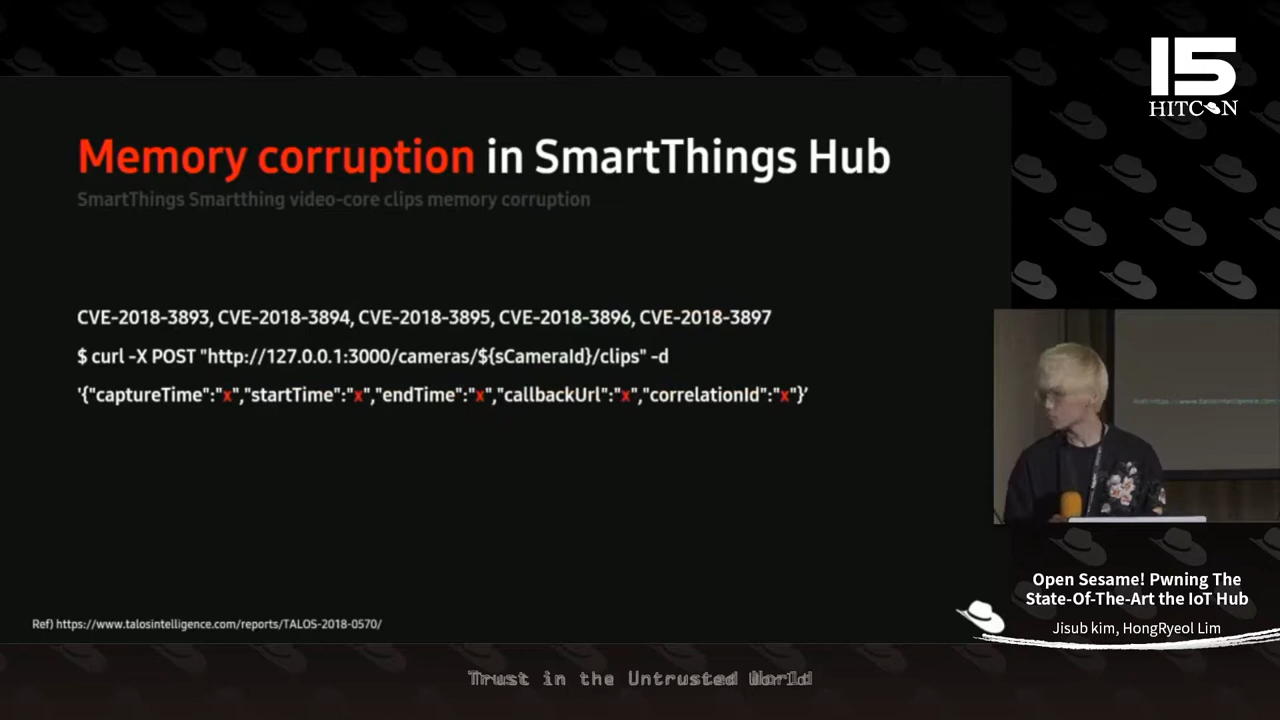 15
HITCON
Memory corruption in SmartThings Hub
SmartThings Smartthing video-core clips memory corruption
CVE-2018-3893, CVE-2018-3894, CVE-2018-3895, CVE-2018-3896, CVE-2018-3897
$ curl -X POST "http://127.0.0.1:3000/cameras/${sCameraId}/clips" -d
'{"captureTime":"x","startTime":"x","endTime":"x","callbackUrl":"x","correlationId":"x"}'
Ref) https://www.talosintelligence.com/reports/TALOS-2018-0570/
Open Sesame! Pwning The
State-Of-The-Art the IoT Hub
Jisub kim, HongRyeol Lim
Trust in the Untrusted World